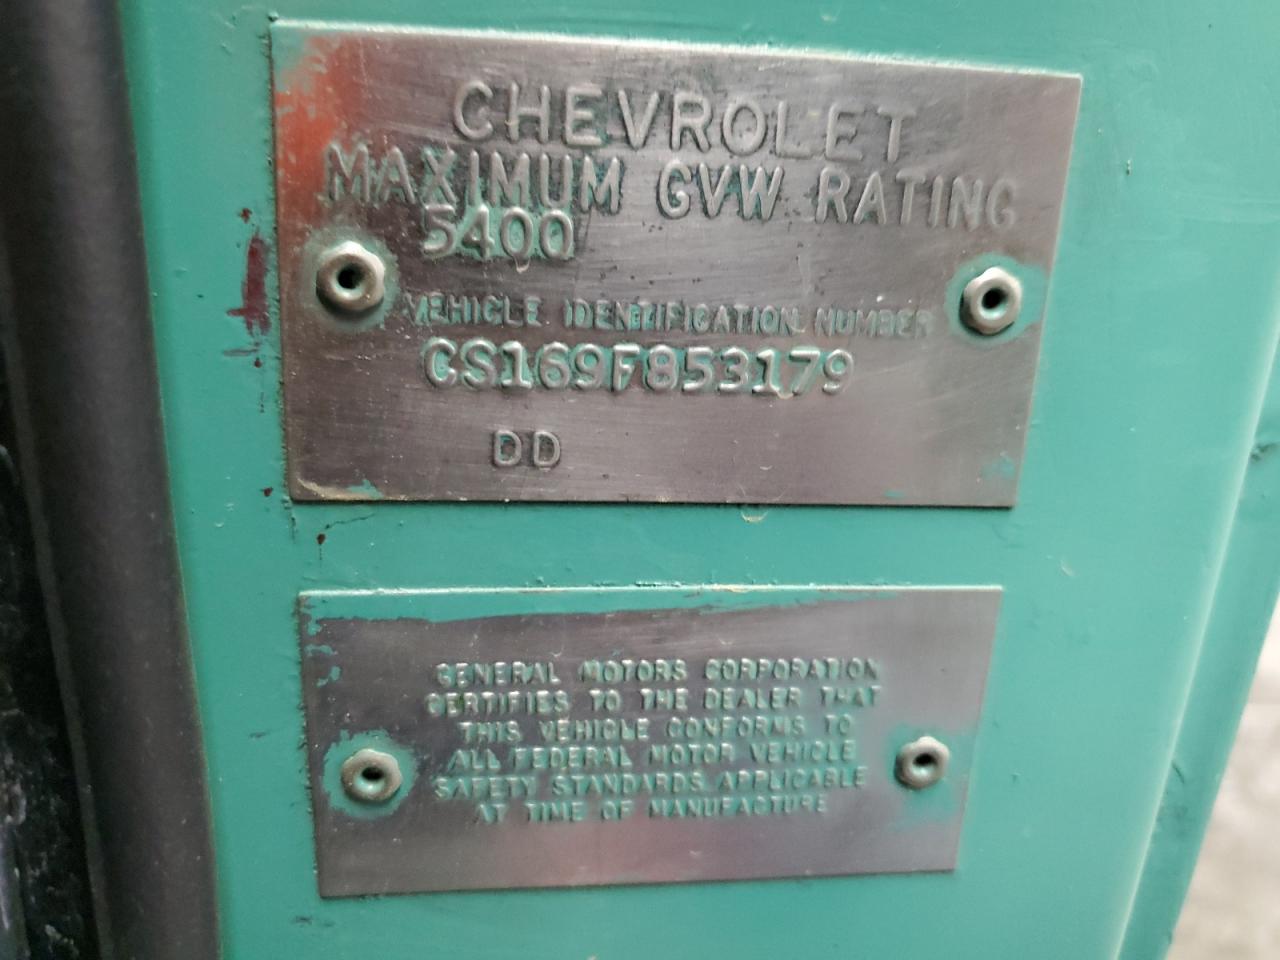 CHEVROLET
MAXIMUM GVW RATING
5400
VEHICLE IDENTIFICATION NUMBER
CS169F853179
DD
GENERAL MOTORS CORPORATION
CERTIFIES TO THE DEALER THAT
THIS VEHICLE CONFORMS TO
ALL FEDERAL MOTOR VEHICLE
SAFETY STANDARDS APPLICABLE
AT TIME OF MANUFACTURE